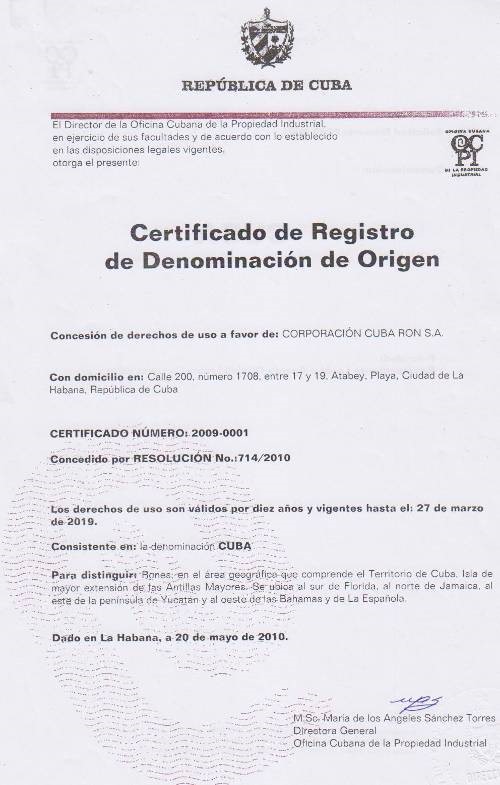 REPÚBLICA DE CUBA
El Director de la Oficina Cubana de la Propiedad Industrial,
en ejercicio de sus facultades y de acuerdo con lo establecido
en las disposiciones legales vigentes,
otorga el presente:
OFICINA CUBANA
OCPI
DE LA PROPIEDAD
INDUSTRIAL
Certificado de Registro
de Denominación de Origen
Concesión de derechos de uso a favor de: CORPORACIÓN CUBA RON S.A.
Con domicilio en: Calle 200, número 1708, entre 17 y 19, Atabey, Playa, Ciudad de La
Habana, República de Cuba
CERTIFICADO NÚMERO: 2009-0001
Concedido por RESOLUCIÓN No.:714/2010
Los derechos de uso son válidos por diez años y vigentes hasta el: 27 de marzo
de 2019.
Consistente en: la denominación CUBA
Para distinguir: Rones, en el área geográfica que comprende el Territorio de Cuba. Isla de
mayor extensión de las Antillas Mayores. Se ubica al sur de Florida, al norte de Jamaica, al
este de la península de Yucatán y al oeste de las Bahamas y de La Española.
Dado en La Habana, a 20 de mayo de 2010.
M.Sc. María de los Angeles Sánchez Torres
Directora General
Oficina Cubana de la Propiedad Industrial